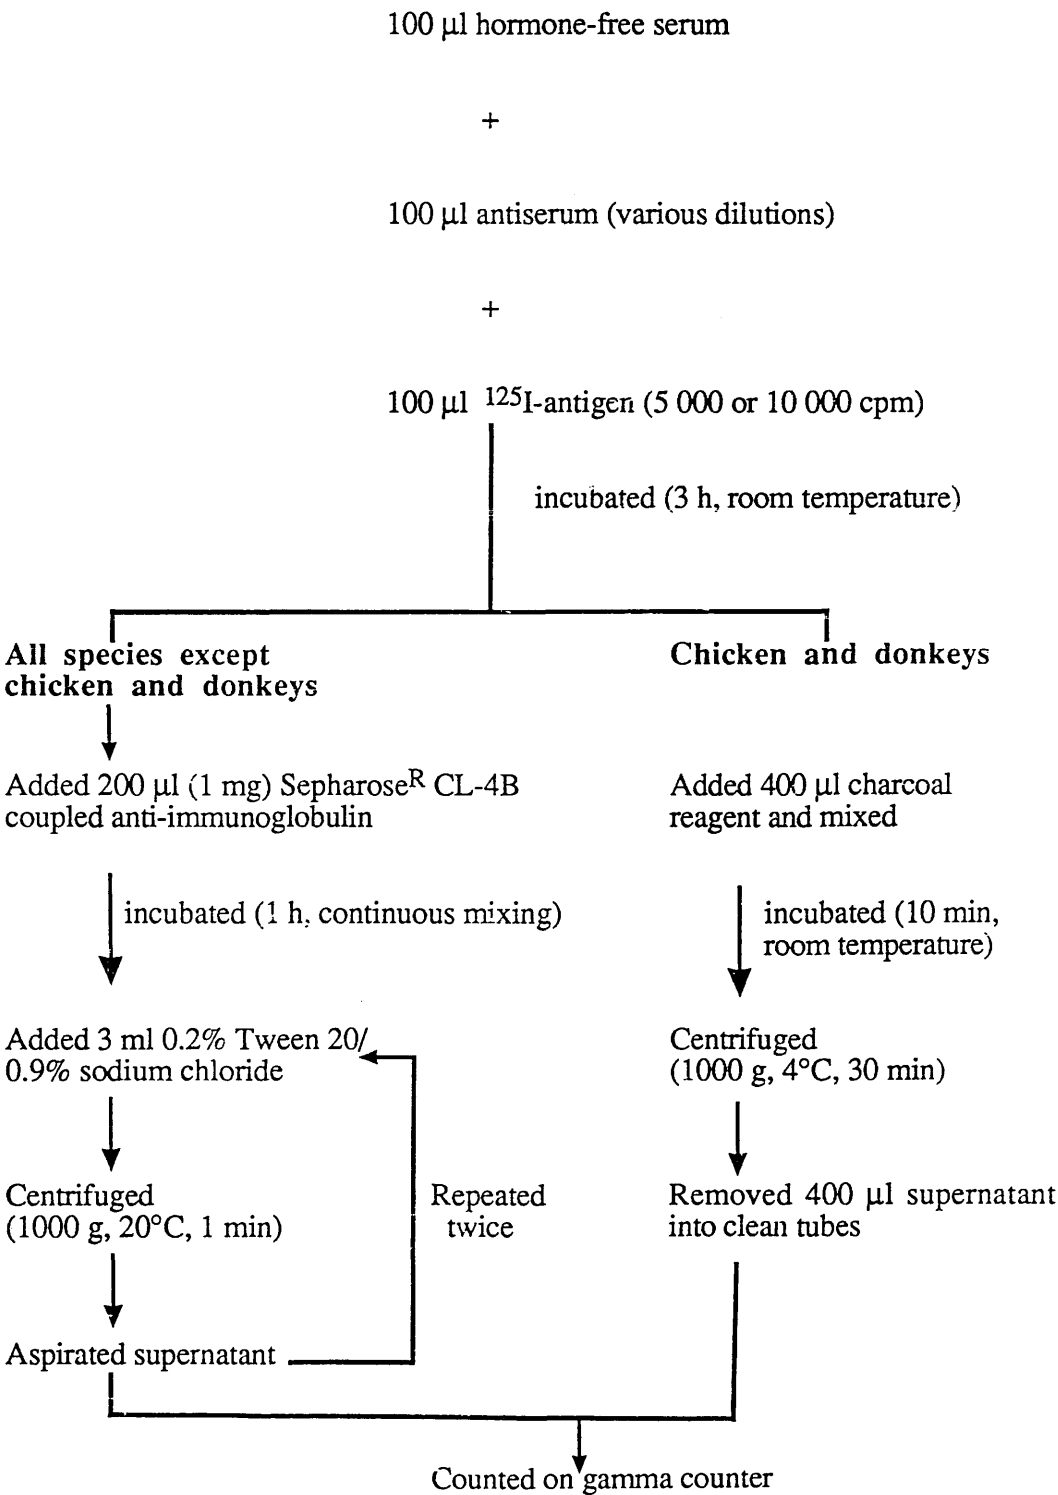 100 µl hormone-free serum
+
100 µl antiserum (various dilutions)
+
100 µl ¹²⁵I-antigen (5 000 or 10 000 cpm)
incubated (3 h, room temperature)
All species except
chicken and donkeys
Added 200 µl (1 mg) Sepharoseᴿ CL-4B
coupled anti-immunoglobulin
incubated (1 h, continuous mixing)
Added 3 ml 0.2% Tween 20/
0.9% sodium chloride
Centrifuged
(1000 g, 20°C, 1 min)
Repeated
twice
Aspirated supernatant
Chicken and donkeys
Added 400 µl charcoal
reagent and mixed
incubated (10 min,
room temperature)
Centrifuged
(1000 g, 4°C, 30 min)
Removed 400 µl supernatant
into clean tubes
Counted on gamma counter